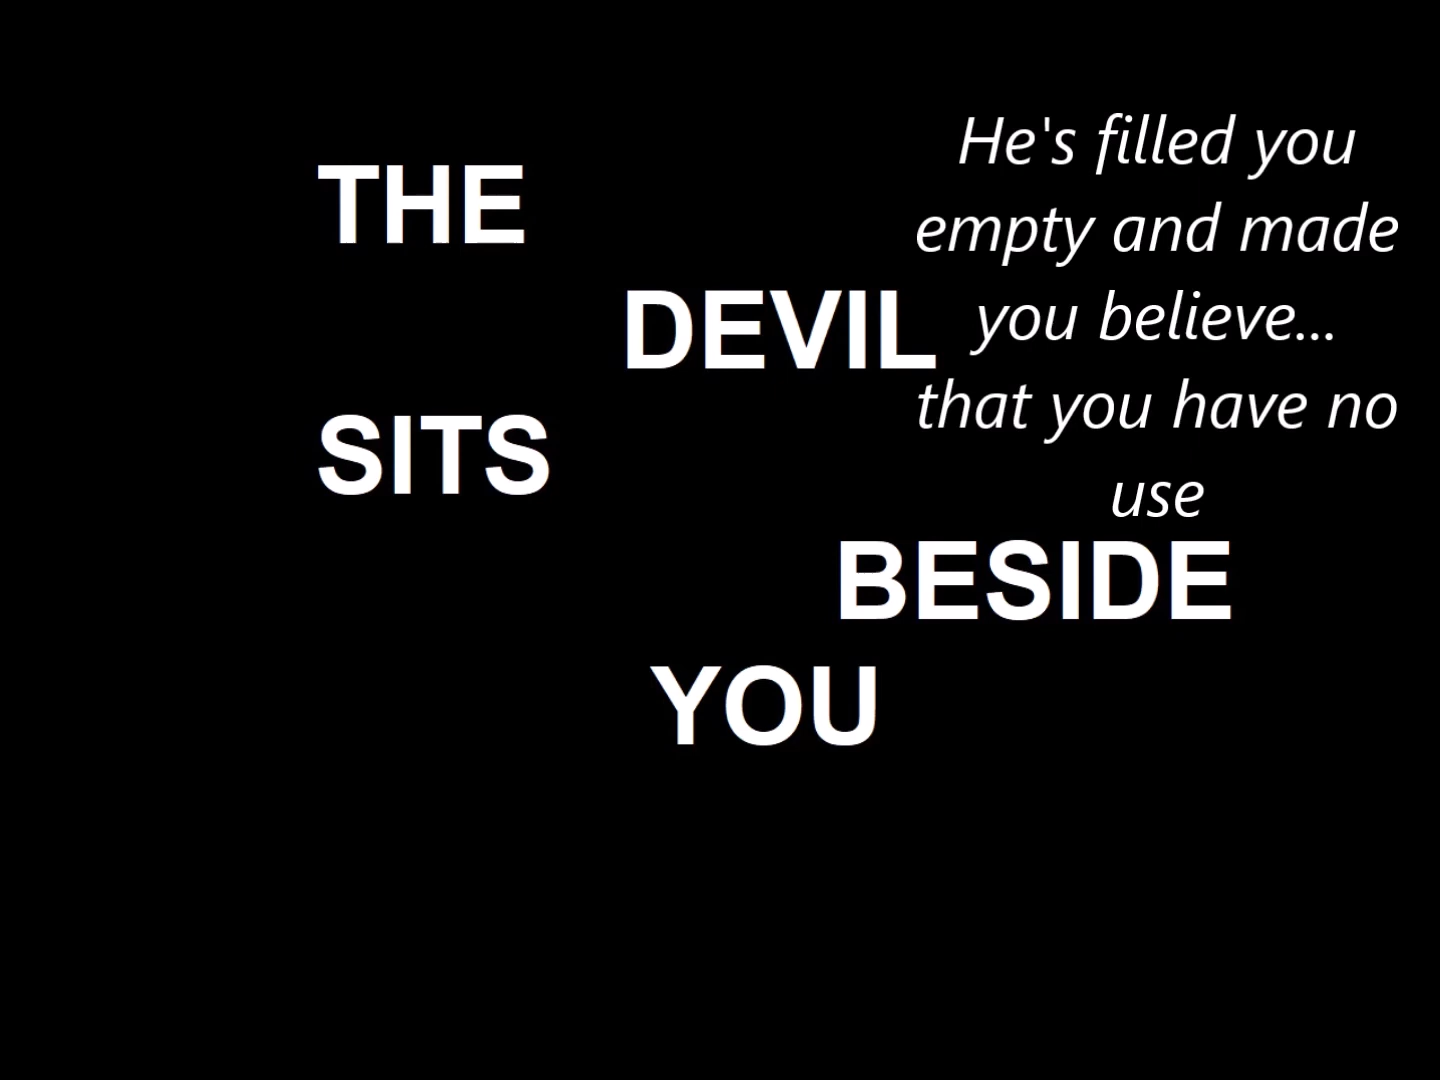 THE
DEVIL
SITS
BESIDE
YOU
He's filled you
empty and made
you believe...
that you have no
use